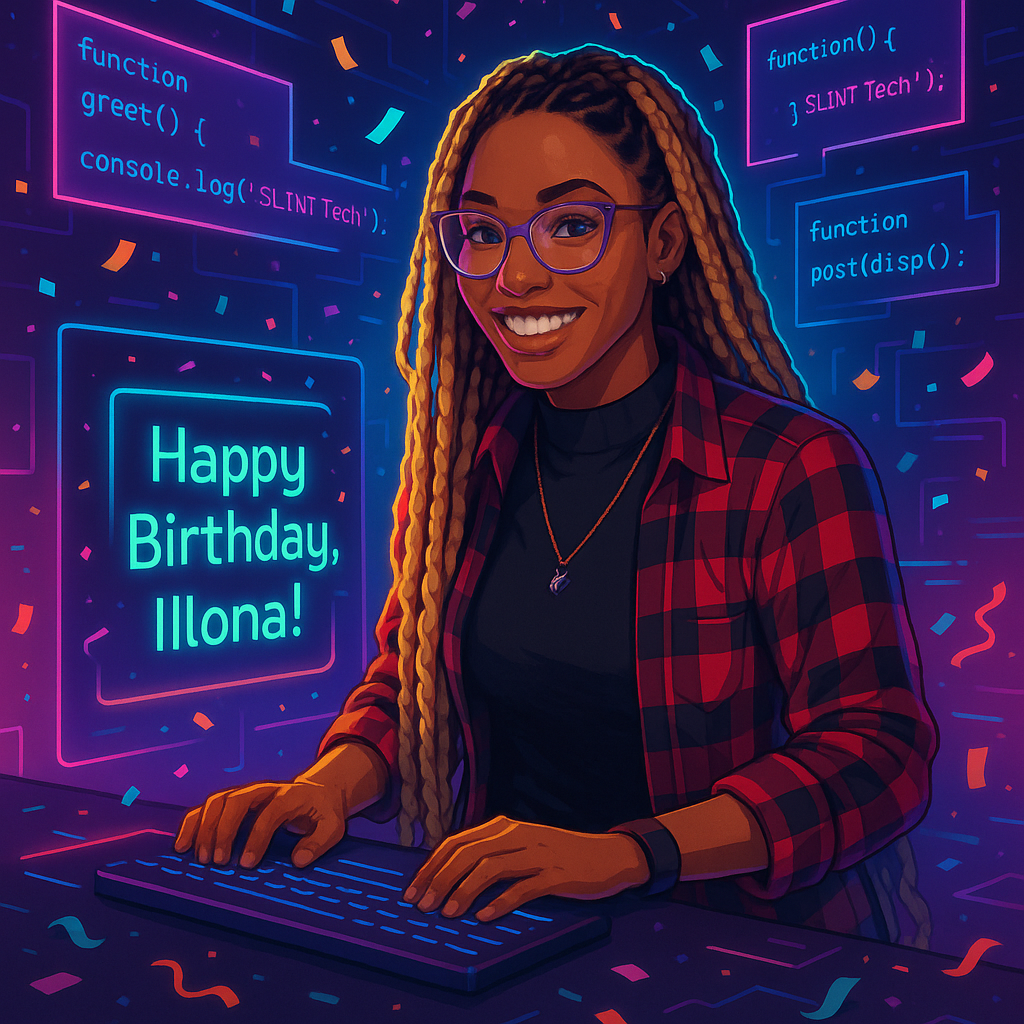 function
greet() {
console.log('.SLINT Tech');
function() {
} SLINT Tech');
function
post(disp();
Happy
Birthday,
Illona!